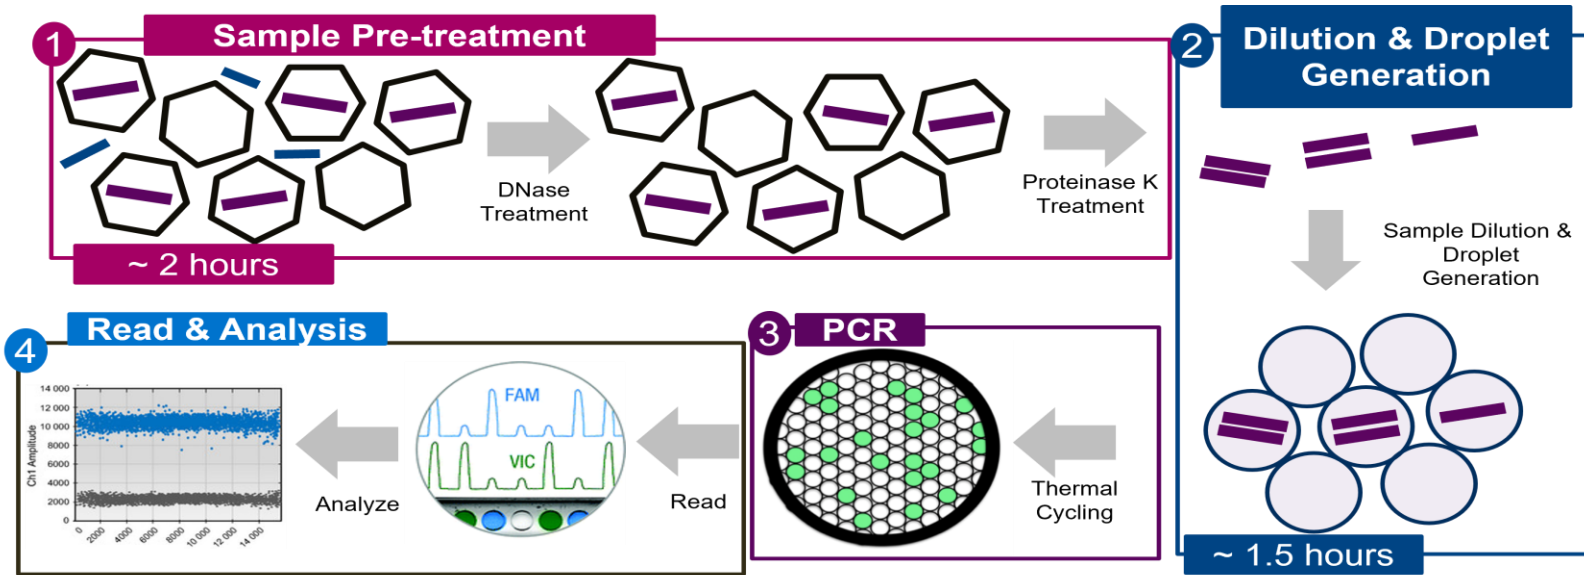 1
Sample Pre-treatment
DNase
Treatment
Proteinase K
Treatment
~ 2 hours
2
Dilution & Droplet
Generation
Sample Dilution &
Droplet
Generation
~ 1.5 hours
3
PCR
Thermal
Cycling
4
Read & Analysis
Read
FAM
VIC
Analyze
Ch1 Amplitude
14 000
12 000
10 000
8000
6000
4000
2000
0
0 2000 4000 6000 8000 10 000 12 000 14 000